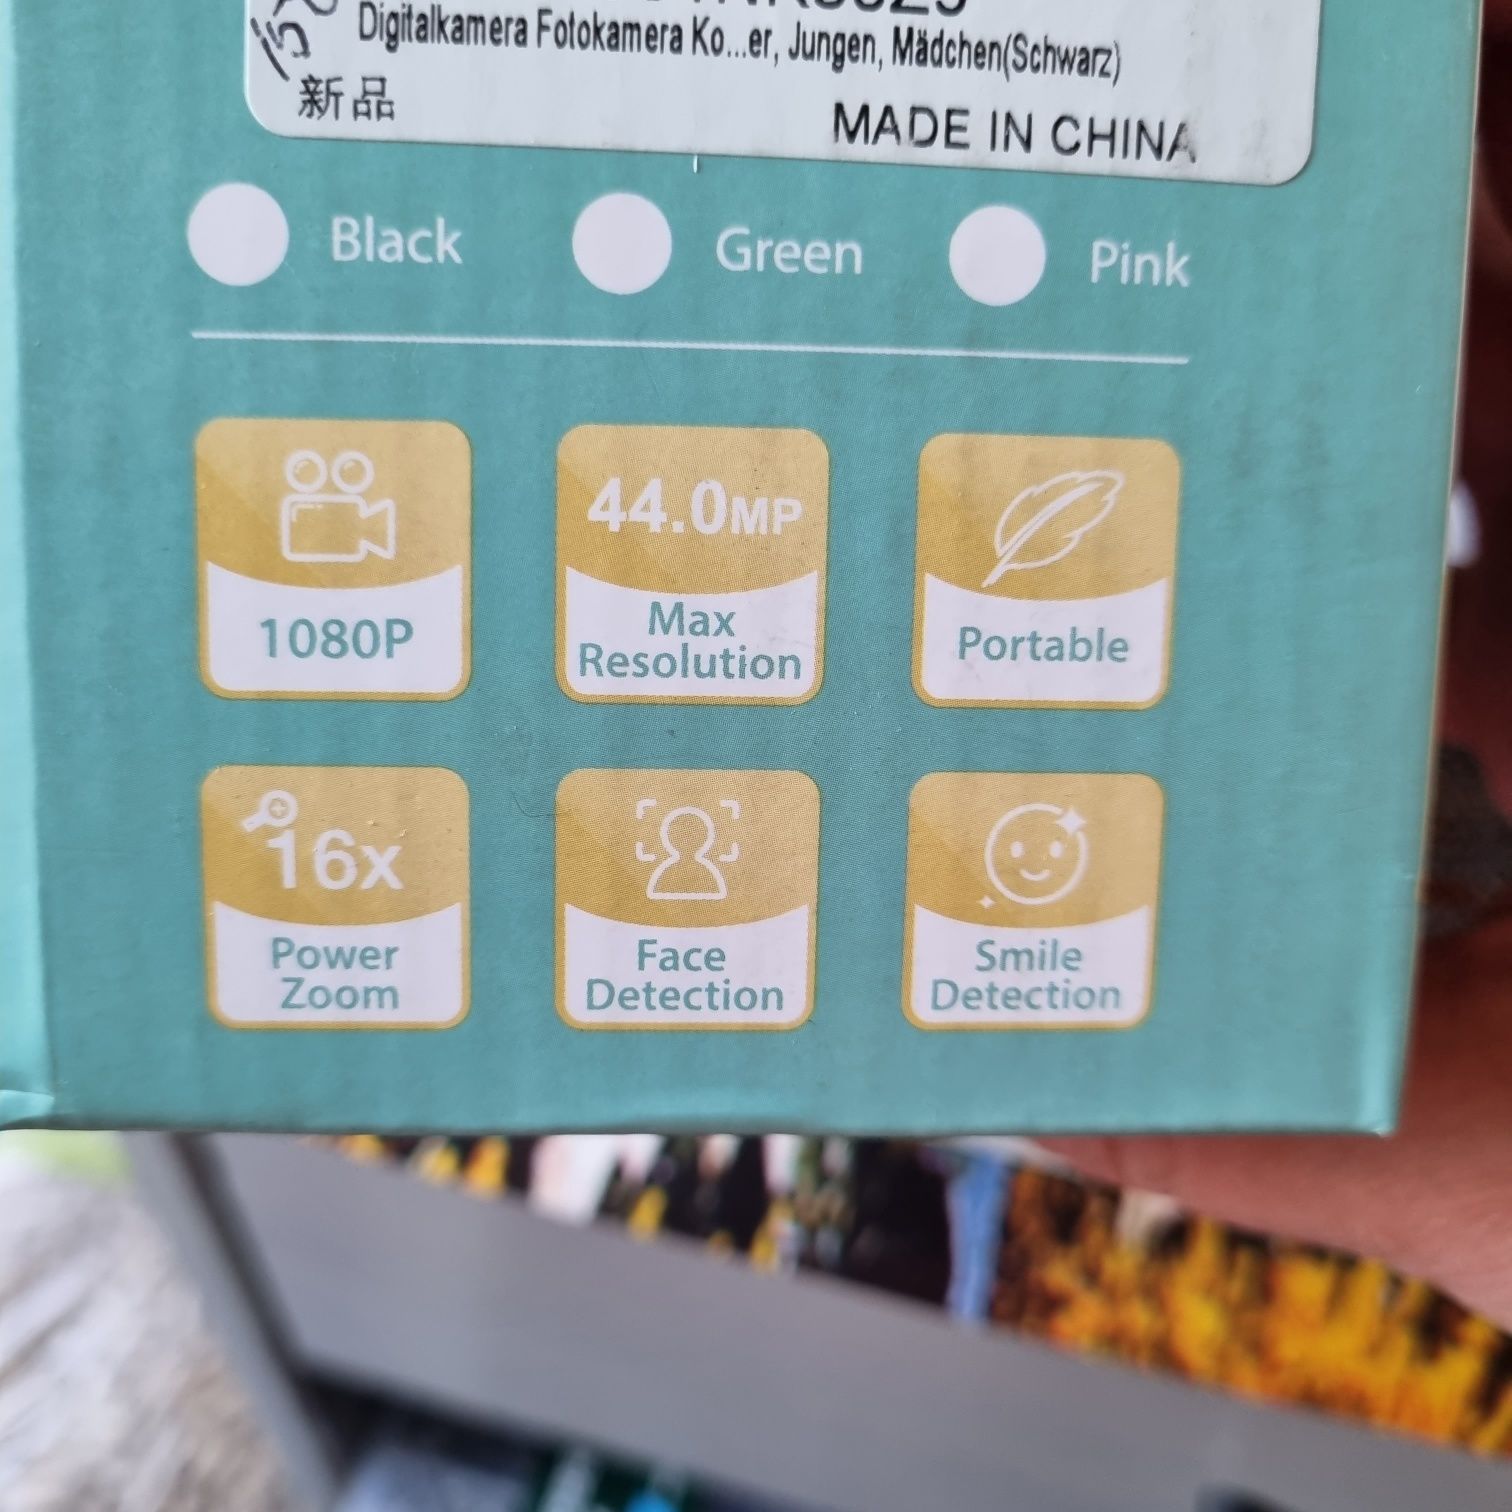 Digitalkamera Fotokamera Ko...er, Jungen, Mädchen(Schwarz)
新品
MADE IN CHINA
Black Green Pink
1080P
44.0MP
Max
Resolution
Portable
16x
Power
Zoom
Face
Detection
Smile
Detection